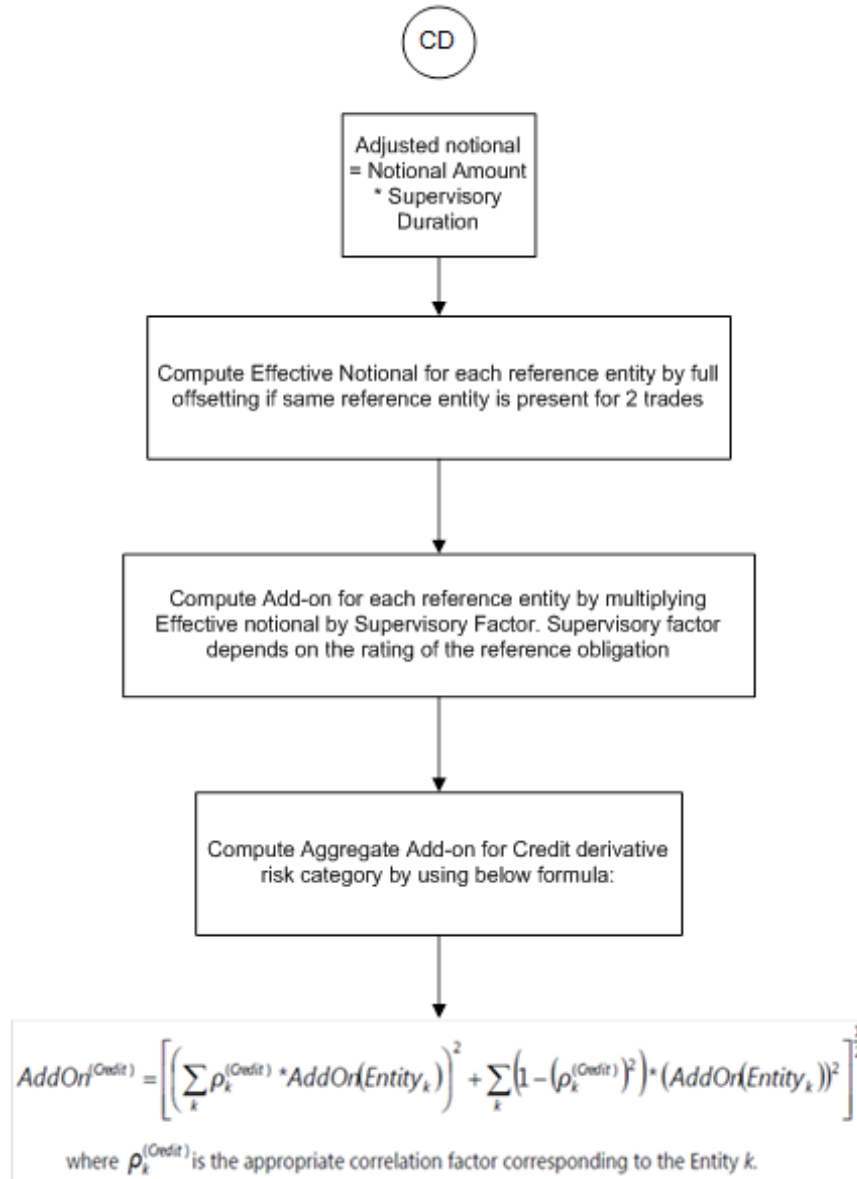 CD
Adjusted notional
= Notional Amount
* Supervisory
Duration
Compute Effective Notional for each reference entity by full
offsetting if same reference entity is present for 2 trades
Compute Add-on for each reference entity by multiplying
Effective notional by Supervisory Factor. Supervisory factor
depends on the rating of the reference obligation
Compute Aggregate Add-on for Credit derivative
risk category by using below formula:
AddOn^(Credit) = [(∑_k ρ_k^(Credit) * AddOn(Entity_k))^2 + ∑_k (1 − (ρ_k^(Credit))^2) * (AddOn(Entity_k))^2]
where ρ_k^(Credit) is the appropriate correlation factor corresponding to the Entity k.